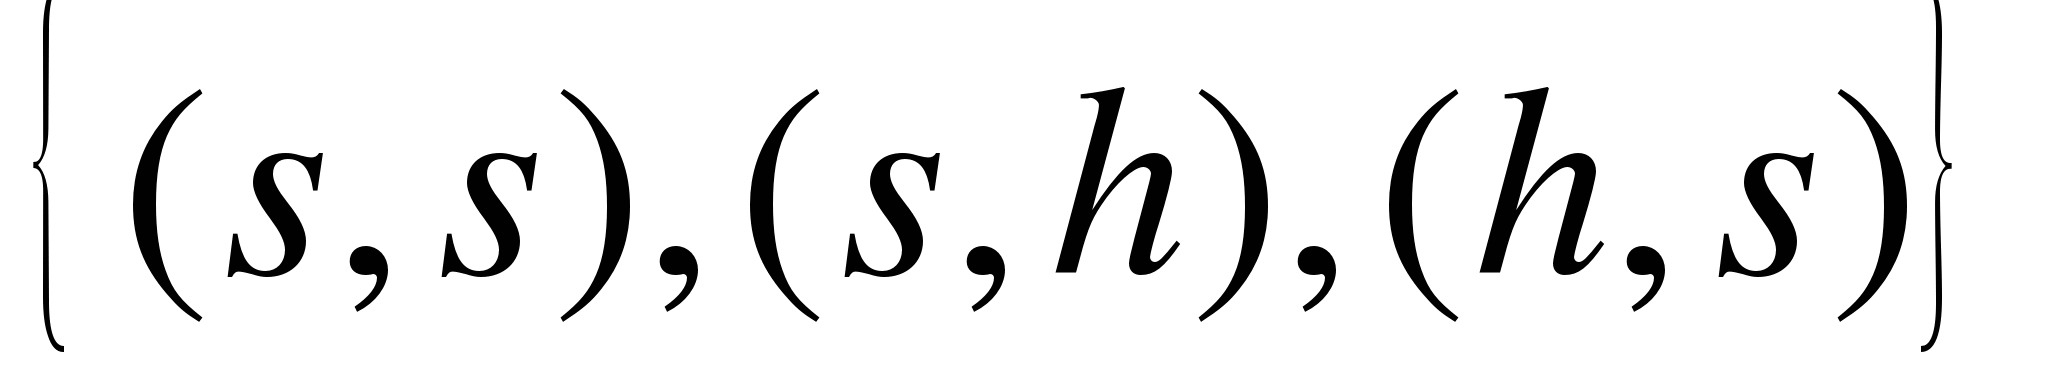 {(s, s), (s, h), (h, s)}